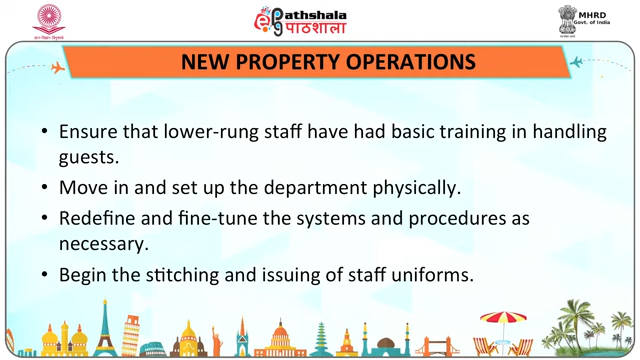 ePathshala
पाठशाला
MHRD
Govt. of India
NEW PROPERTY OPERATIONS
• Ensure that lower-rung staff have had basic training in handling
guests.
• Move in and set up the department physically.
• Redefine and fine-tune the systems and procedures as
necessary.
• Begin the stitching and issuing of staff uniforms.